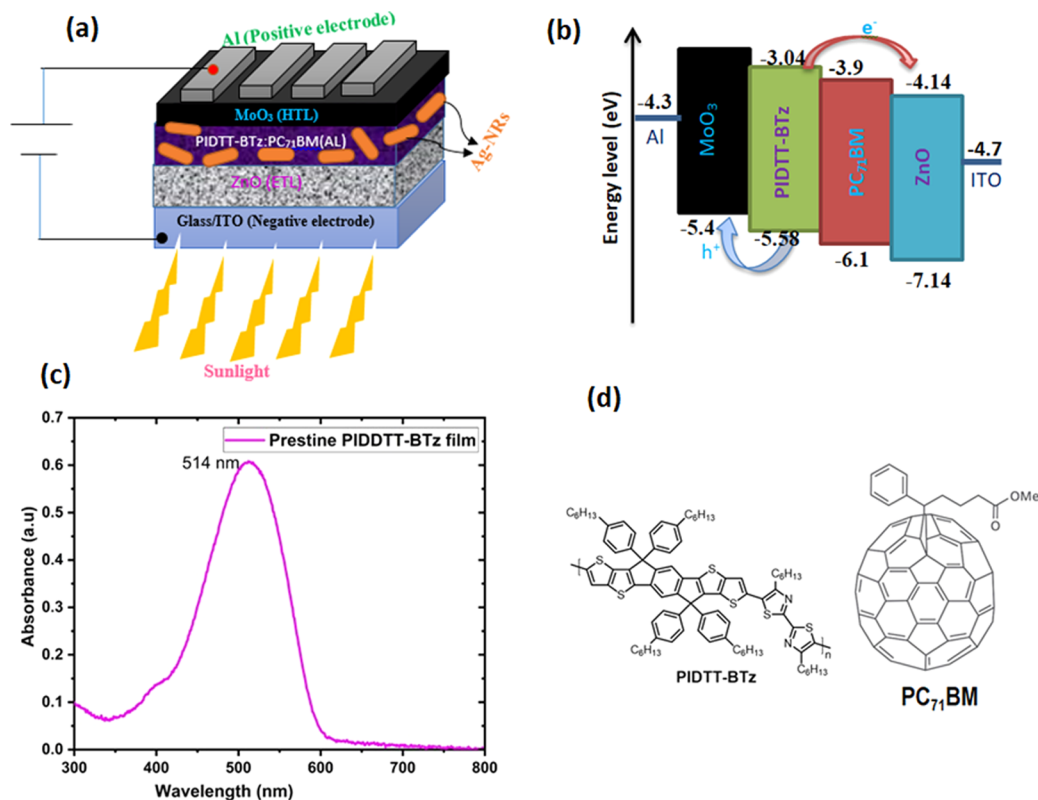 (a)
Al (Positive electrode)
MoO₃ (HTL)
PIDTT-BTz:PC₇₁BM(AL)
ZnO (ETL)
Glass/ITO (Negative electrode)
Ag-NRs
Sunlight
(b)
Energy level (eV)
e⁻
-4.3
Al
MoO₃
-5.4
h⁺
-3.04
PIDTT-BTz
-5.58
-3.9
PC₇₁BM
-6.1
-4.14
ZnO
-7.14
-4.7
ITO
(c)
Prestine PIDDTT-BTz film
514 nm
Absorbance (a.u)
0.7
0.6
0.5
0.4
0.3
0.2
0.1
0.0
300
400
500
600
700
800
Wavelength (nm)
(d)
C₆H₁₃
C₆H₁₃
S
S
S
S
C₆H₁₃
N
S
S
N
n
C₆H₁₃
C₆H₁₃
C₆H₁₃
PIDTT-BTz
OMe
O
PC₇₁BM